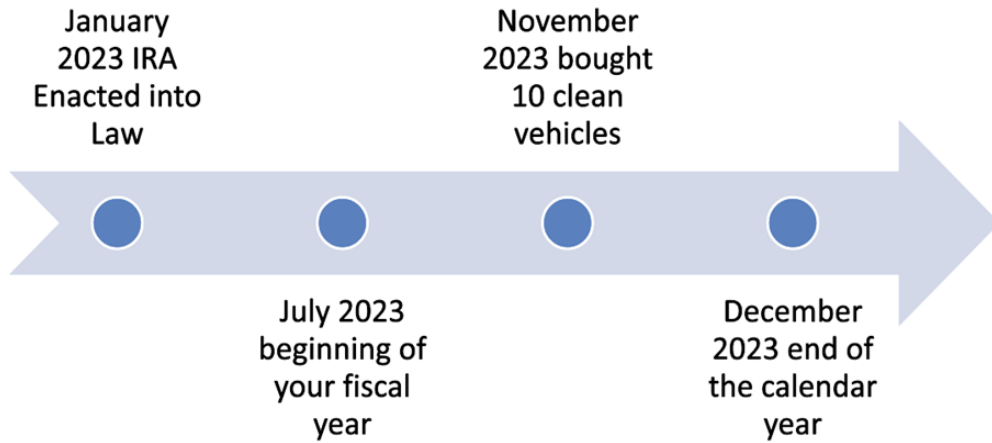 January
2023 IRA
Enacted into
Law
November
2023 bought
10 clean
vehicles
July 2023
beginning of
your fiscal
year
December
2023 end of
the calendar
year